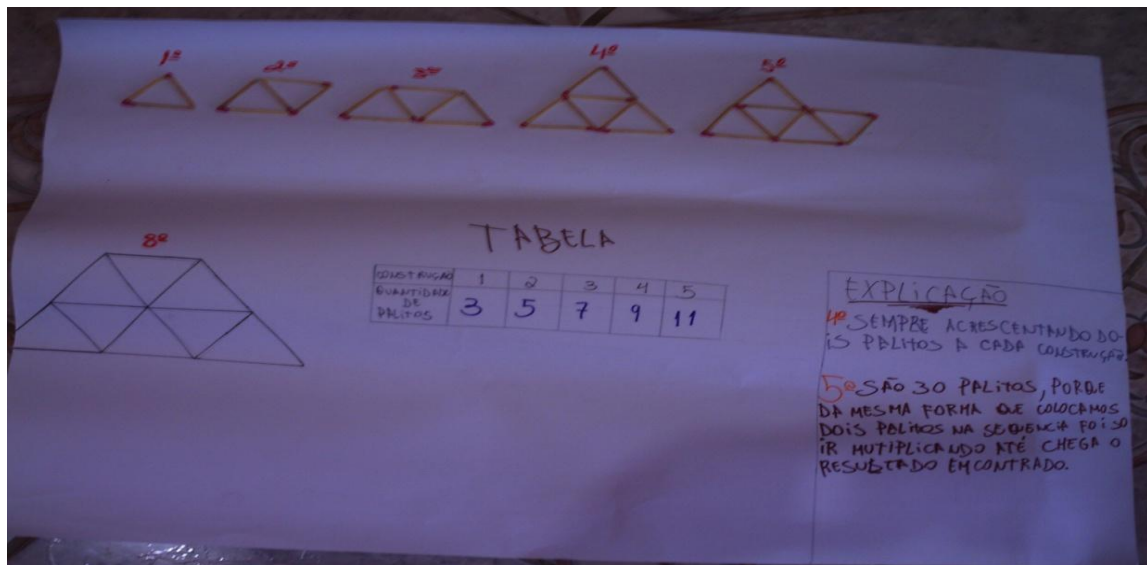 1º 2º 3º 4º 5º
8º
TABELA
CONSTRUÇÃO 1 2 3 4 5
QUANTIDADE
DE
PALITOS
3 5 7 9 11
EXPLICAÇÃO
4º SEMPRE ACRESCENTANDO DO-
IS PALITOS A CADA CONSTRUÇÃO.
5º SÃO 30 PALITOS, PORQUE
DA MESMA FORMA QUE COLOCAMOS
DOIS PALITOS NA SEQUENCIA FOI SO
IR MUTIPLICANDO ATÉ CHEGA O
RESULTADO EMCONTRADO.